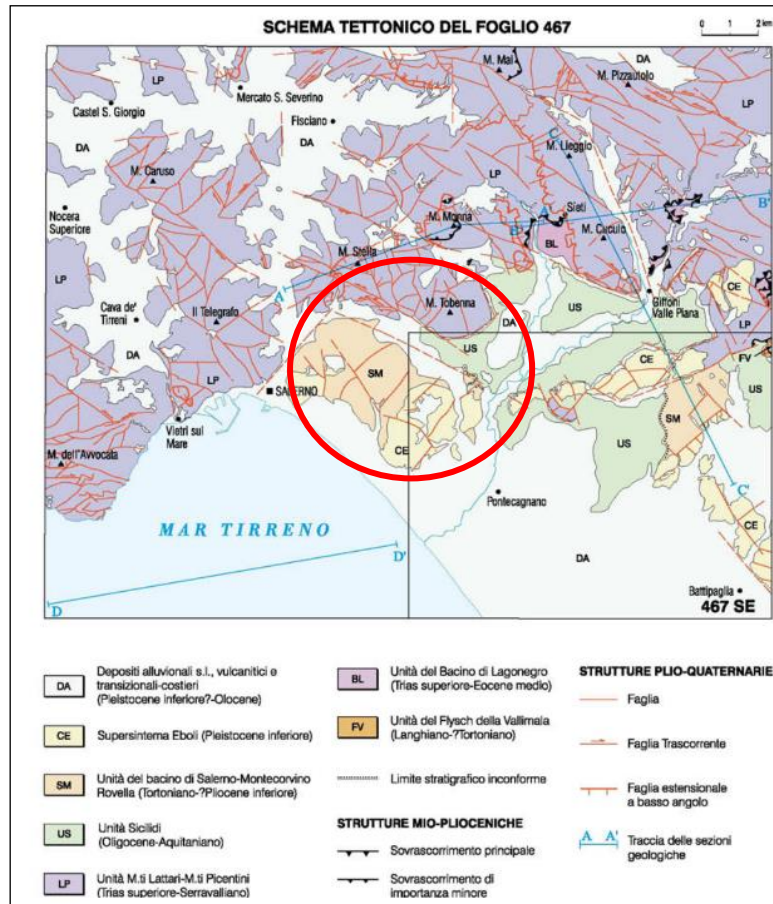 SCHEMA TETTONICO DEL FOGLIO 467
0 1 2 km
M. Mai
DA
LP
M. Pizzautolo
Mercato S. Severino
LP
Castel S. Giorgio
Fisciano
DA
C
DA
M. Lieggio
M. Caruso
LP
Nocera
Superiore
Sieti
B'
M. Monna
B
BL
M. Cuculo
M. Stella
LP
A
CE
Cava de'
Tirreni
Il Telegrafo
M. Tobenna
US
Giffoni
Valle Piana
DA
LP
DA
US
CE
FV
SM
LP
SALERNO
US
SM
Vietri sul
Mare
CE
US
M. dell'Avvocata
C'
Pontecagnano
CE
MAR TIRRENO
DA
D'
Battipaglia
D
467 SE
DA
Depositi alluvionali s.l., vulcanitici e
transizionali-costieri
(Pleistocene inferiore?-Olocene)
CE
Supersintema Eboli (Pleistocene inferiore)
SM
Unità del bacino di Salerno-Montecorvino
Rovella (Tortoniano-?Pliocene inferiore)
US
Unità Sicilidi
(Oligocene-Aquitaniano)
LP
Unità M.ti Lattari-M.ti Picentini
(Trias superiore-Serravalliano)
BL
Unità del Bacino di Lagonegro
(Trias superiore-Eocene medio)
FV
Unità del Flysch della Vallimala
(Langhiano-?Tortoniano)
Limite stratigrafico inconforme
STRUTTURE MIO-PLIOCENICHE
Sovrascorrimento principale
Sovrascorrimento di
importanza minore
STRUTTURE PLIO-QUATERNARIE
Faglia
Faglia Trascorrente
Faglia estensionale
a basso angolo
A A'
Traccia delle sezioni
geologiche